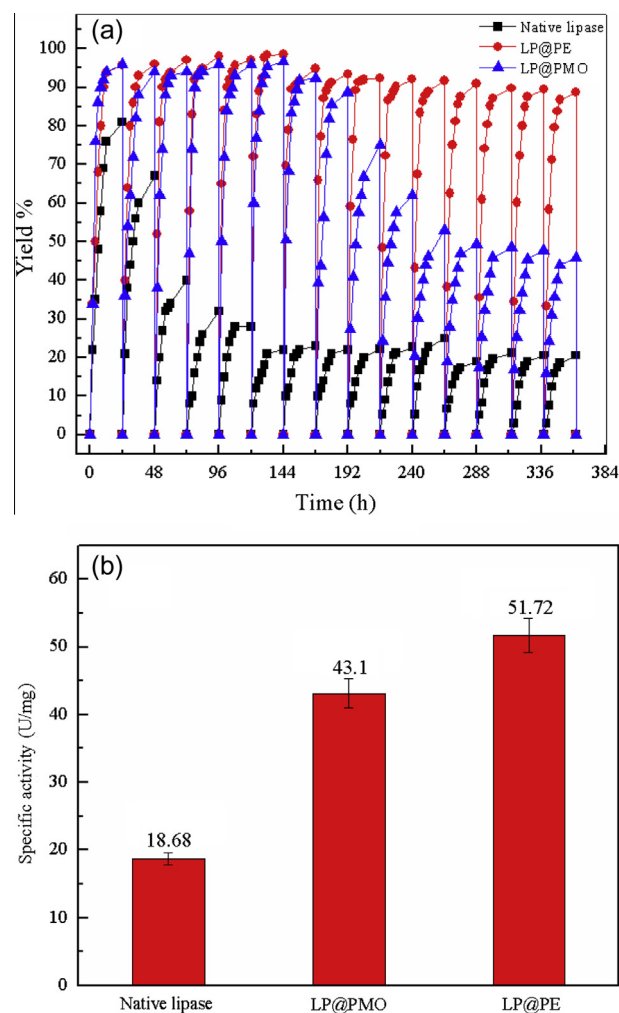 (a)
Native lipase
LP@PE
LP@PMO
100
90
80
70
60
50
40
30
20
10
0
Yield %
0 48 96 144 192 240 288 336 384
Time (h)
(b)
60
50
40
30
20
10
0
Specific activity (U/mg)
18.68
43.1
51.72
Native lipase LP@PMO LP@PE